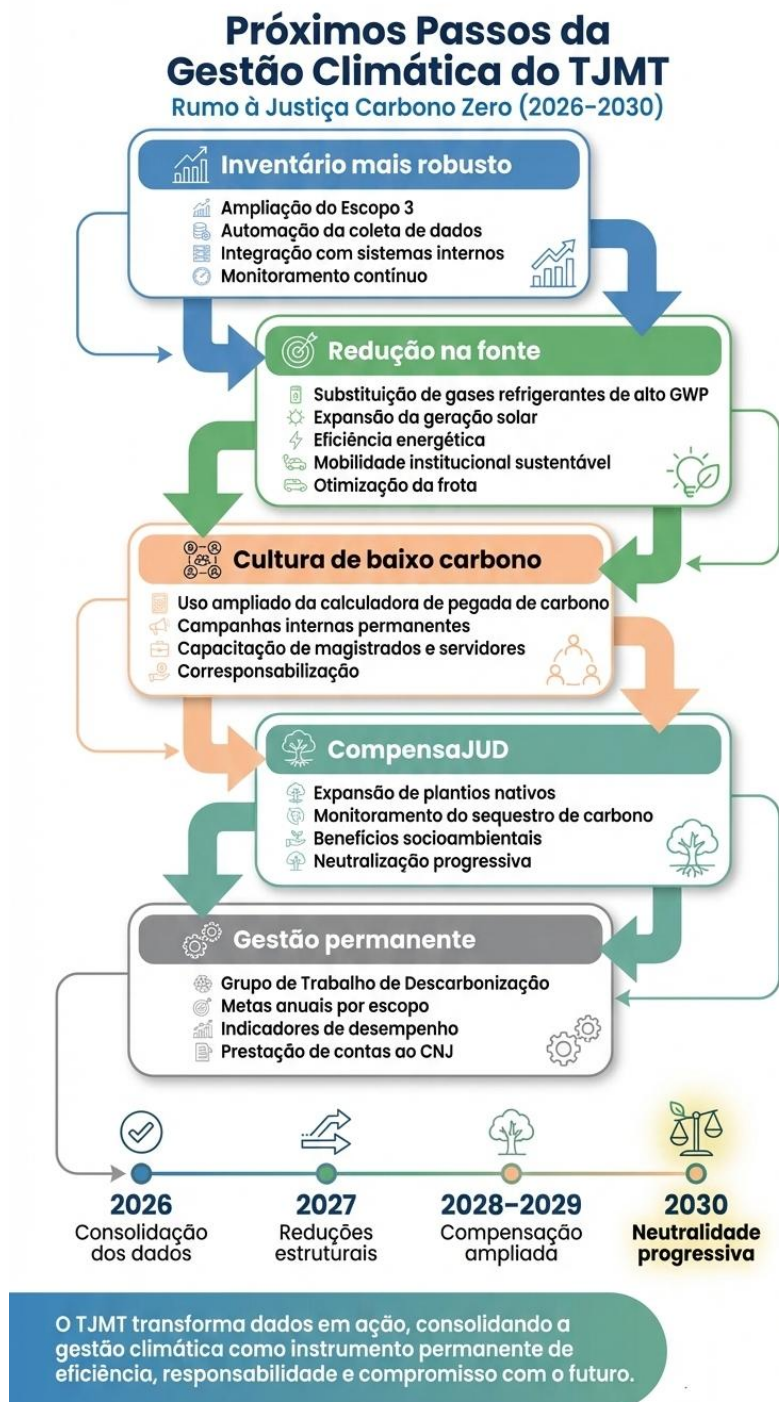 Próximos Passos da
Gestão Climática do TJMT
Rumo à Justiça Carbono Zero (2026-2030)
Inventário mais robusto
Ampliação do Escopo 3
Automação da coleta de dados
Integração com sistemas internos
Monitoramento contínuo
Redução na fonte
Substituição de gases refrigerantes de alto GWP
Expansão da geração solar
Eficiência energética
Mobilidade institucional sustentável
Otimização da frota
Cultura de baixo carbono
Uso ampliado da calculadora de pegada de carbono
Campanhas internas permanentes
Capacitação de magistrados e servidores
Corresponsabilização
CompensaJUD
Expansão de plantios nativos
Monitoramento do sequestro de carbono
Benefícios socioambientais
Neutralização progressiva
Gestão permanente
Grupo de Trabalho de Descarbonização
Metas anuais por escopo
Indicadores de desempenho
Prestação de contas ao CNJ
2026
Consolidação
dos dados
2027
Reduções
estruturais
2028-2029
Compensação
ampliada
2030
Neutralidade
progressiva
O TJMT transforma dados em ação, consolidando a
gestão climática como instrumento permanente de
eficiência, responsabilidade e compromisso com o futuro.